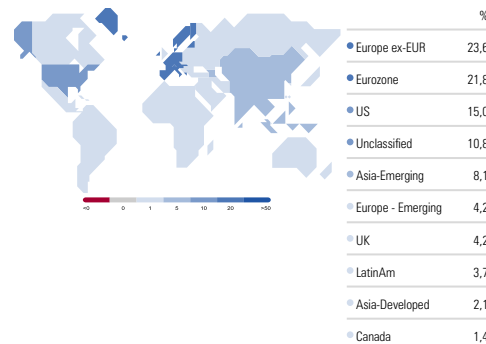 %
Europe ex-EUR 23,6
Eurozone 21,8
US 15,0
Unclassified 10,8
Asia-Emerging 8,1
Europe - Emerging 4,2
UK 4,2
LatinAm 3,7
Asia-Developed 2,1
Canada 1,4
<0 0 1 5 10 20 >50